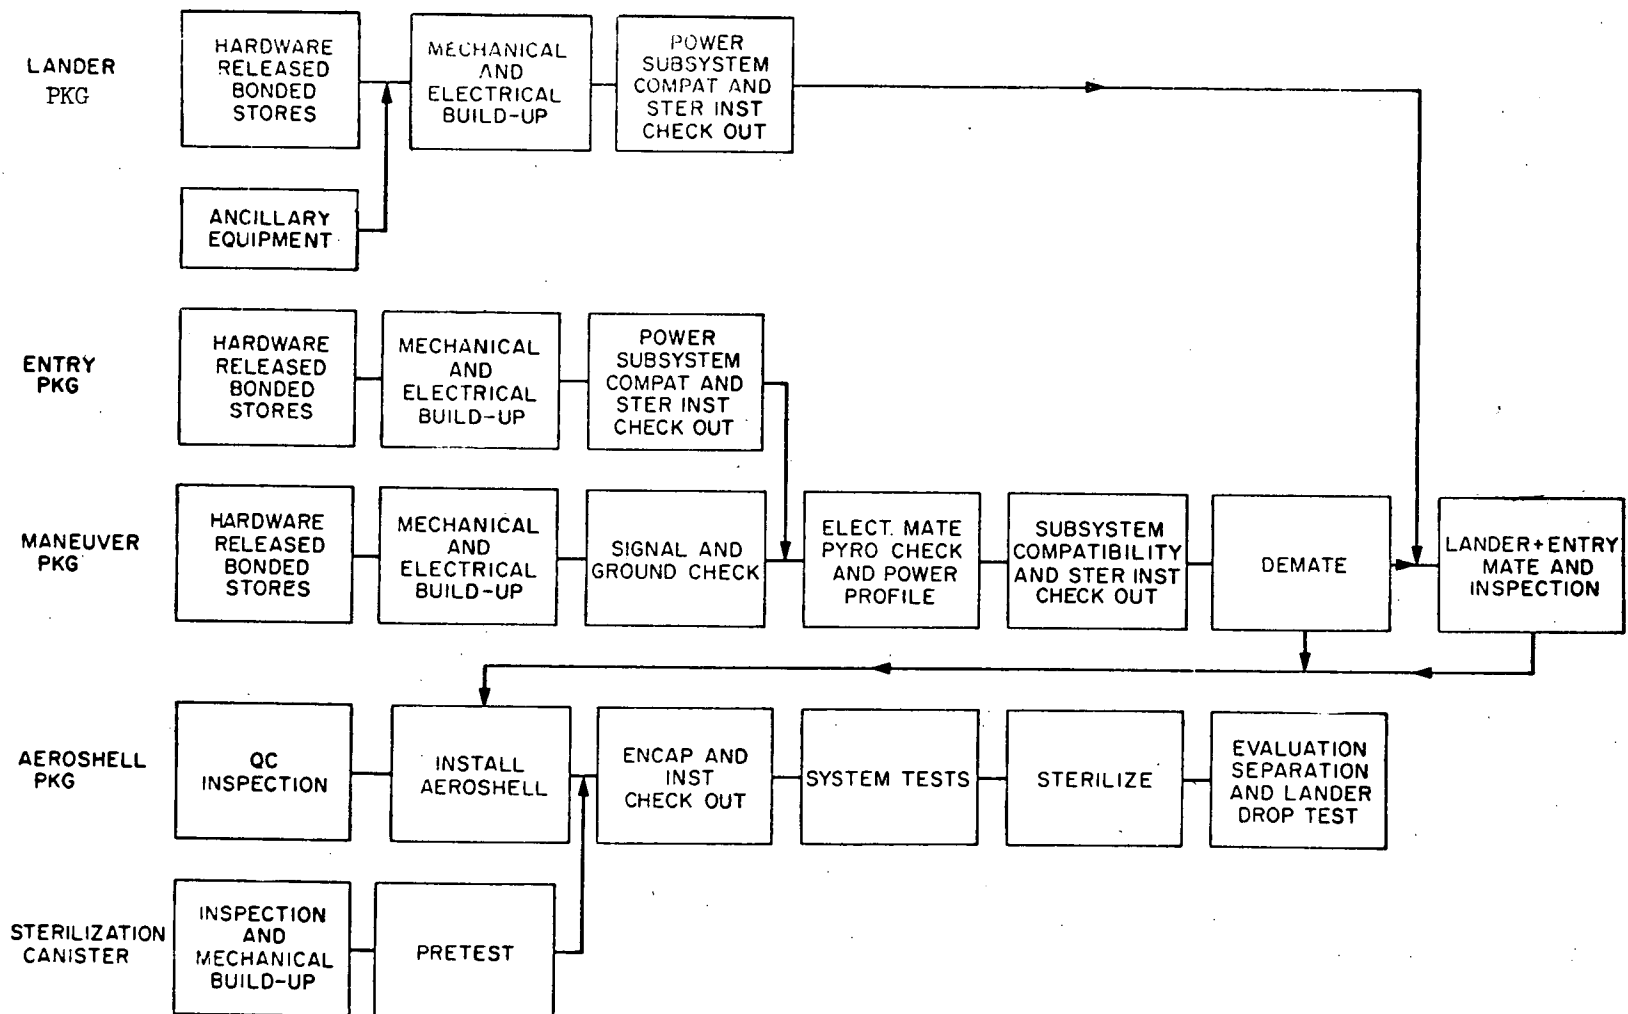 LANDER
PKG
HARDWARE
RELEASED
BONDED
STORES
MECHANICAL
AND
ELECTRICAL
BUILD-UP
POWER
SUBSYSTEM
COMPAT AND
STER INST
CHECK OUT
ANCILLARY
EQUIPMENT
ENTRY
PKG
HARDWARE
RELEASED
BONDED
STORES
MECHANICAL
AND
ELECTRICAL
BUILD-UP
POWER
SUBSYSTEM
COMPAT AND
STER INST
CHECK OUT
MANEUVER
PKG
HARDWARE
RELEASED
BONDED
STORES
MECHANICAL
AND
ELECTRICAL
BUILD-UP
SIGNAL AND
GROUND CHECK
ELECT. MATE
PYRO CHECK
AND POWER
PROFILE
SUBSYSTEM
COMPATIBILITY
AND STER INST
CHECK OUT
DEMATE
LANDER+ENTRY
MATE AND
INSPECTION
AEROSHELL
PKG
QC
INSPECTION
INSTALL
AEROSHELL
ENCAP AND
INST
CHECK OUT
SYSTEM TESTS
STERILIZE
EVALUATION
SEPARATION
AND LANDER
DROP TEST
STERILIZATION
CANISTER
INSPECTION
AND
MECHANICAL
BUILD-UP
PRETEST